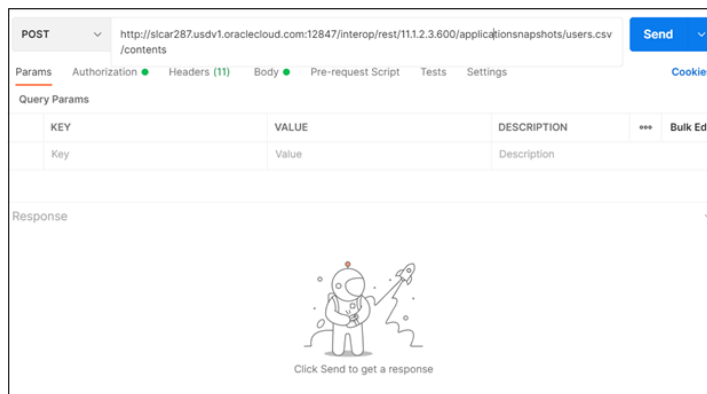 POST
http://slcar287.usdv1.oraclecloud.com:12847/interop/rest/11.1.2.3.600/applicationsnapshots/users.csv
/contents
Send
Params Authorization Headers (11) Body Pre-request Script Tests Settings Cookie
Query Params
KEY VALUE DESCRIPTION ooo Bulk Ed
Key Value Description
Response
Click Send to get a response